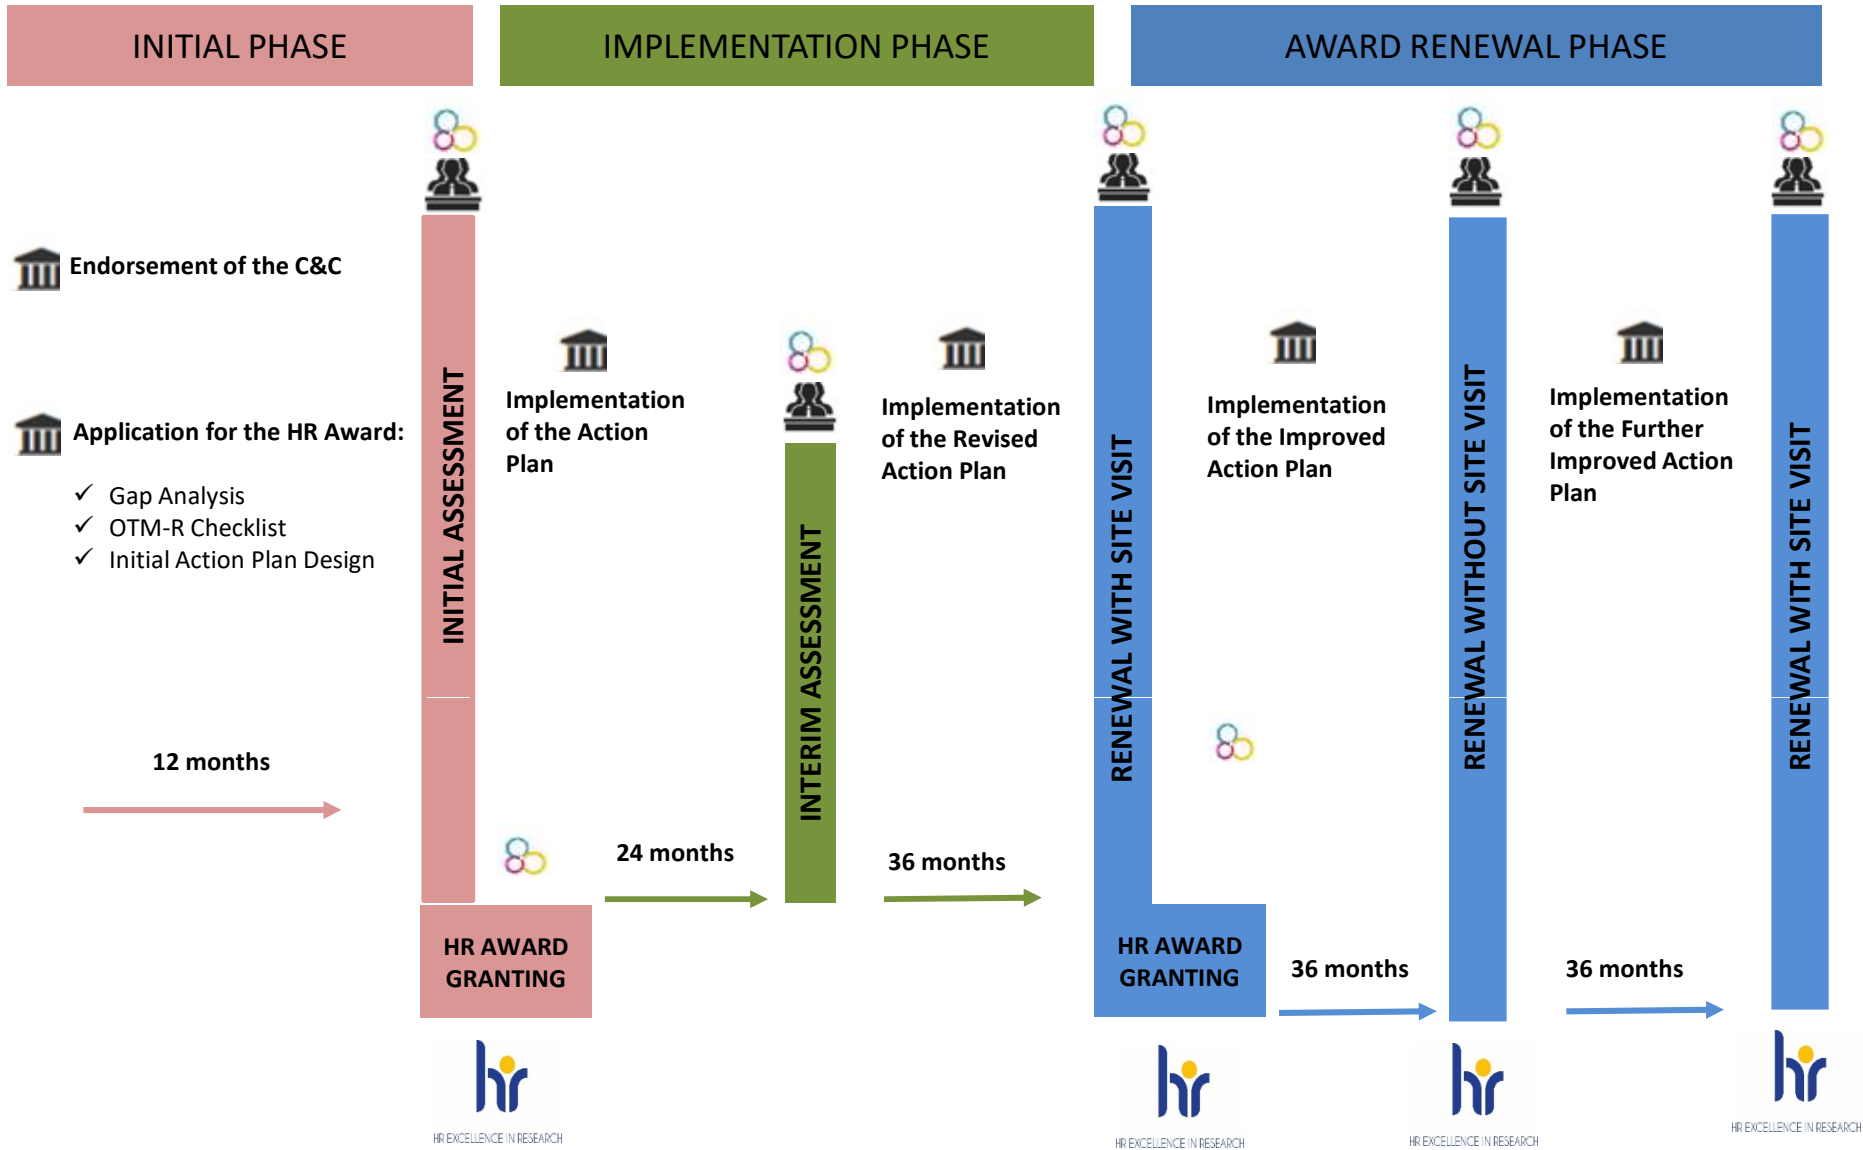 INITIAL PHASE
IMPLEMENTATION PHASE
AWARD RENEWAL PHASE
Endorsement of the C&C
Application for the HR Award:
✓ Gap Analysis
✓ OTM-R Checklist
✓ Initial Action Plan Design
12 months
INITIAL ASSESSMENT
HR AWARD
GRANTING
hr
HR EXCELLENCE IN RESEARCH
Implementation
of the Action
Plan
24 months
INTERIM ASSESSMENT
Implementation
of the Revised
Action Plan
36 months
RENEWAL WITH SITE VISIT
HR AWARD
GRANTING
hr
HR EXCELLENCE IN RESEARCH
Implementation
of the Improved
Action Plan
36 months
RENEWAL WITHOUT SITE VISIT
hr
HR EXCELLENCE IN RESEARCH
Implementation
of the Further
Improved Action
Plan
36 months
RENEWAL WITH SITE VISIT
hr
HR EXCELLENCE IN RESEARCH